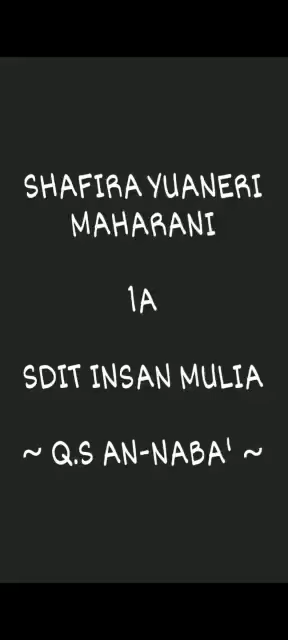 SHAFIRA YUANERI
MAHARANI
1A
SDIT INSAN MULIA
~ Q.S AN-NABA' ~